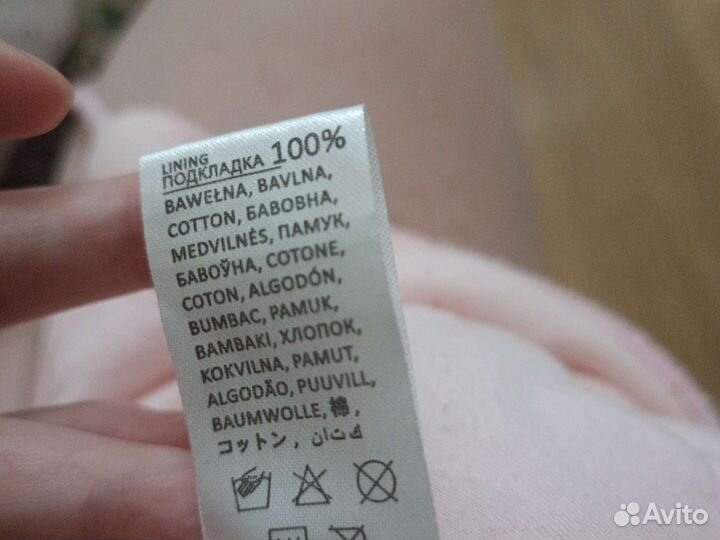 LINING
ПОДКЛАДКА 100%
BAWEŁNA, BAVLNA,
COTTON, БАВОВНА,
MEDVILNĖS, ПАМУК,
БАВОЎНА, COTONE,
COTON, ALGODÓN,
BUMBAC, PAMUK,
BAMBAKI, ХЛОПОК,
KOKVILNA, PAMUT,
ALGODÃO, PUUVILL,
BAUMWOLLE, 棉,
コットン, كتان
Avito